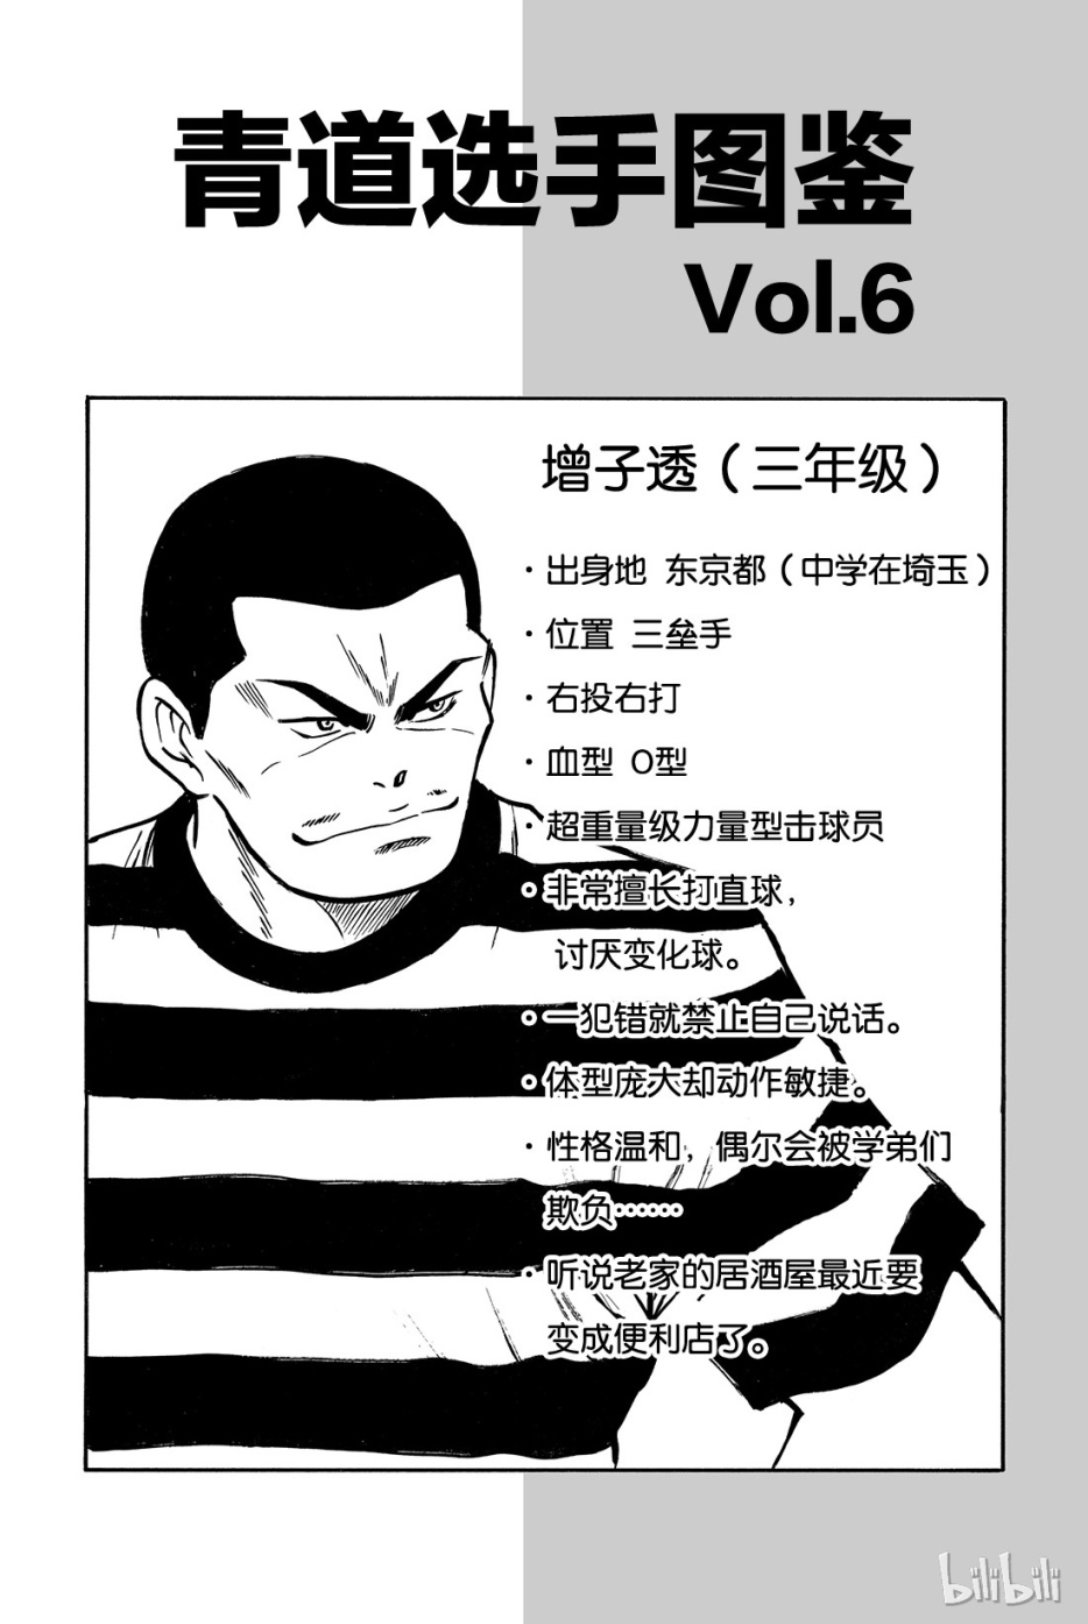 青道选手图鉴
Vol.6
增子透（三年级）
·出身地 东京都（中学在埼玉）
·位置 三垒手
·右投右打
·血型 O型
·超重量级力量型击球员
·非常擅长打直球，
讨厌变化球。
·一犯错就禁止自己说话。
·体型庞大却动作敏捷。
·性格温和，偶尔会被学弟们
欺负……
·听说老家的居酒屋最近要
变成便利店了。
bilibili